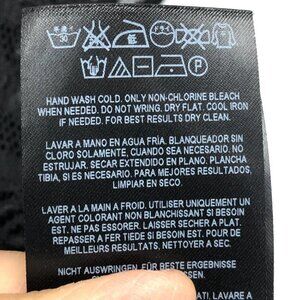 30
HAND WASH COLD. ONLY NON-CHLORINE BLEACH
WHEN NEEDED. DO NOT WRING. DRY FLAT. COOL IRON
IF NEEDED. FOR BEST RESULTS DRY CLEAN.
LAVAR A MANO EN AGUA FRÍA. BLANQUEADOR SIN
CLORO SOLAMENTE, CUANDO SEA NECESARIO. NO
ESTRUJAR. SECAR EXTENDIDO EN PLANO. PLANCHA
TIBIA, SI ES NECESARIO. PARA MEJORES RESULTADOS,
LIMPIAR EN SECO.
LAVER A LA MAIN A FROID. UTILISER UNIQUEMENT UN
AGENT COLORANT NON BLANCHISSANT SI BESOIN
EST. NE PAS ESSORER. LAISSER SECHER A PLAT.
REPASSER A FER TIEDE SI BESOIN EST. POUR DE
MEILLEURS RESULTATS, NETTOYER A SEC.
NICHT AUSWRINGEN. FÜR BESTE ERGEBNISSE